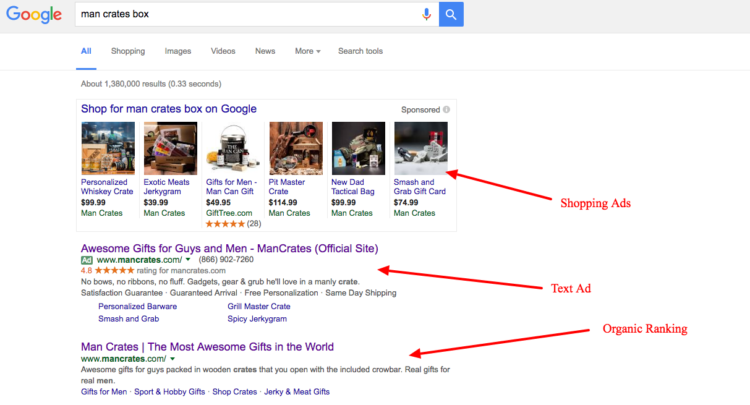 Google
man crates box
All Shopping Images Videos News More Search tools
About 1,380,000 results (0.33 seconds)
Shop for man crates box on Google
Sponsored
Personalized
Whiskey Crate
$99.99
Man Crates
Exotic Meats
Jerkygram
$39.99
Man Crates
THE
MAN
CAN
Gifts for Men -
Man Can Gift
$49.95
GiftTree.com
(28)
Pit Master
Crate
$114.99
Man Crates
New Dad
Tactical Bag
$99.99
Man Crates
Smash and
Grab Gift Card
$74.99
Man Crates
Shopping Ads
Awesome Gifts for Guys and Men - ManCrates (Official Site)
Ad www.mancrates.com/ (866) 902-7260
4.8 rating for mancrates.com
No bows, no ribbons, no fluff. Gadgets, gear & grub he'll love in a manly crate.
Satisfaction Guarantee · Guaranteed Arrival · Free Personalization · Same Day Shipping
Personalized Barware Grill Master Crate
Smash and Grab Spicy Jerkygram
Text Ad
Man Crates | The Most Awesome Gifts in the World
www.mancrates.com/
Awesome gifts for guys packed in wooden crates that you open with the included crowbar. Real gifts for
real men.
Gifts for Men · Sport & Hobby Gifts · Shop Crates · Jerky & Meat Gifts
Organic Ranking